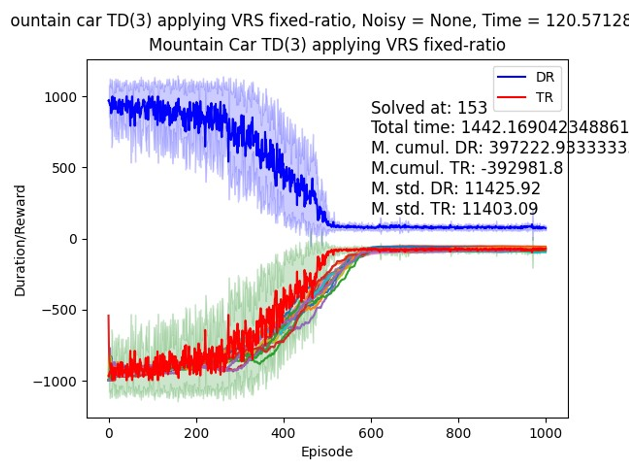 ountain car TD(3) applying VRS fixed-ratio, Noisy = None, Time = 120.57128
Mountain Car TD(3) applying VRS fixed-ratio
DR
TR
Solved at: 153
Total time: 1442.169042348861
M. cumul. DR: 397222.9333333.
M.cumul. TR: -392981.8
M. std. DR: 11425.92
M. std. TR: 11403.09
Duration/Reward
1000
500
0
−500
−1000
0 200 400 600 800 1000
Episode